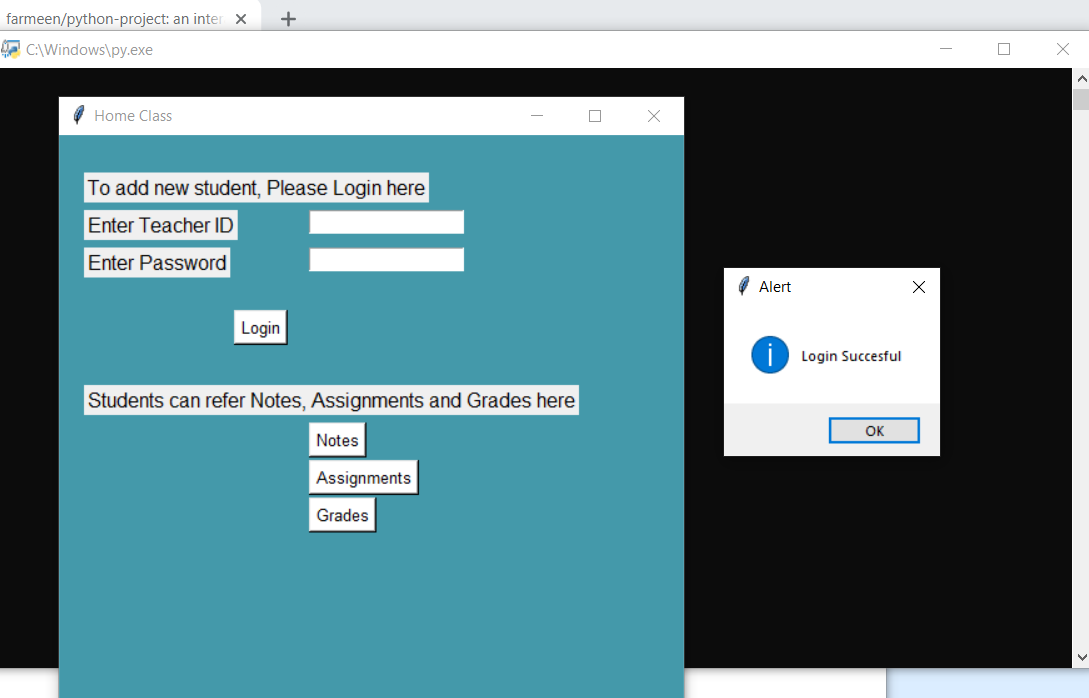 farmeen/python-project: an inter
C:\Windows\py.exe
Home Class
To add new student, Please Login here
Enter Teacher ID
Enter Password
Login
Students can refer Notes, Assignments and Grades here
Notes
Assignments
Grades
Alert
Login Succesful
OK